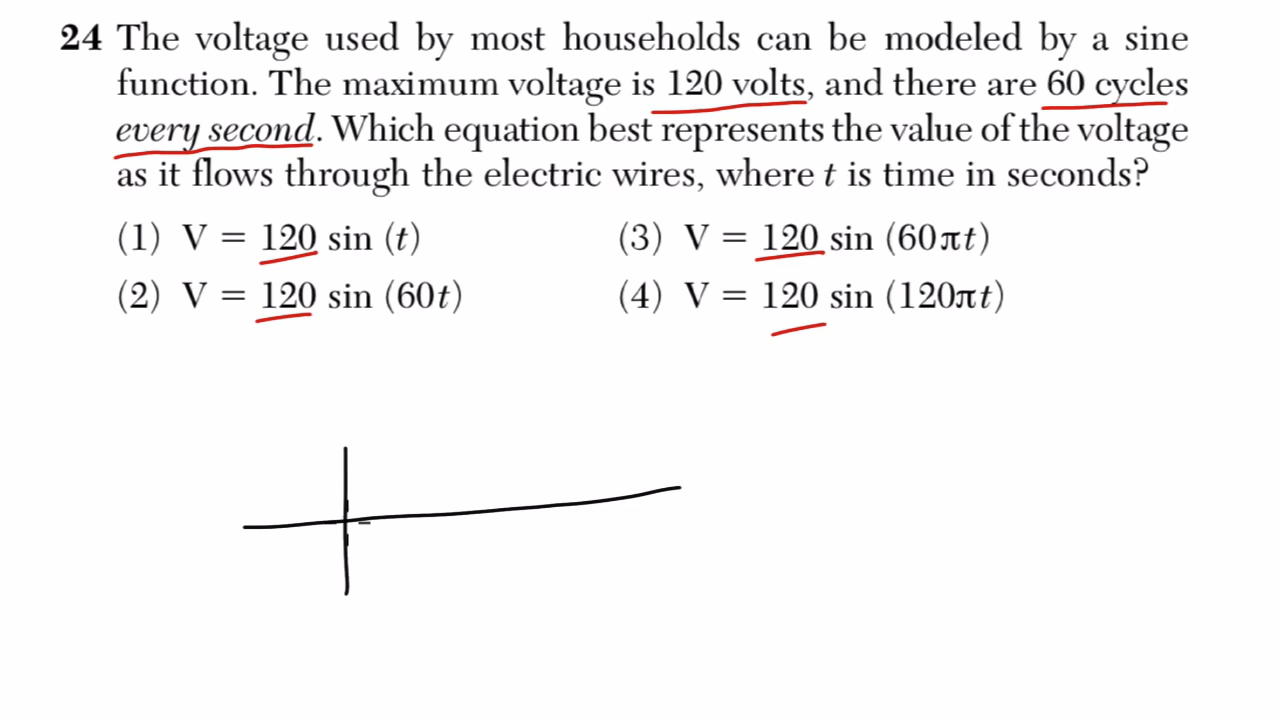 24 The voltage used by most households can be modeled by a sine
function. The maximum voltage is 120 volts, and there are 60 cycles
every second. Which equation best represents the value of the voltage
as it flows through the electric wires, where t is time in seconds?
(1) V = 120 sin (t) (3) V = 120 sin (60πt)
(2) V = 120 sin (60t) (4) V = 120 sin (120πt)